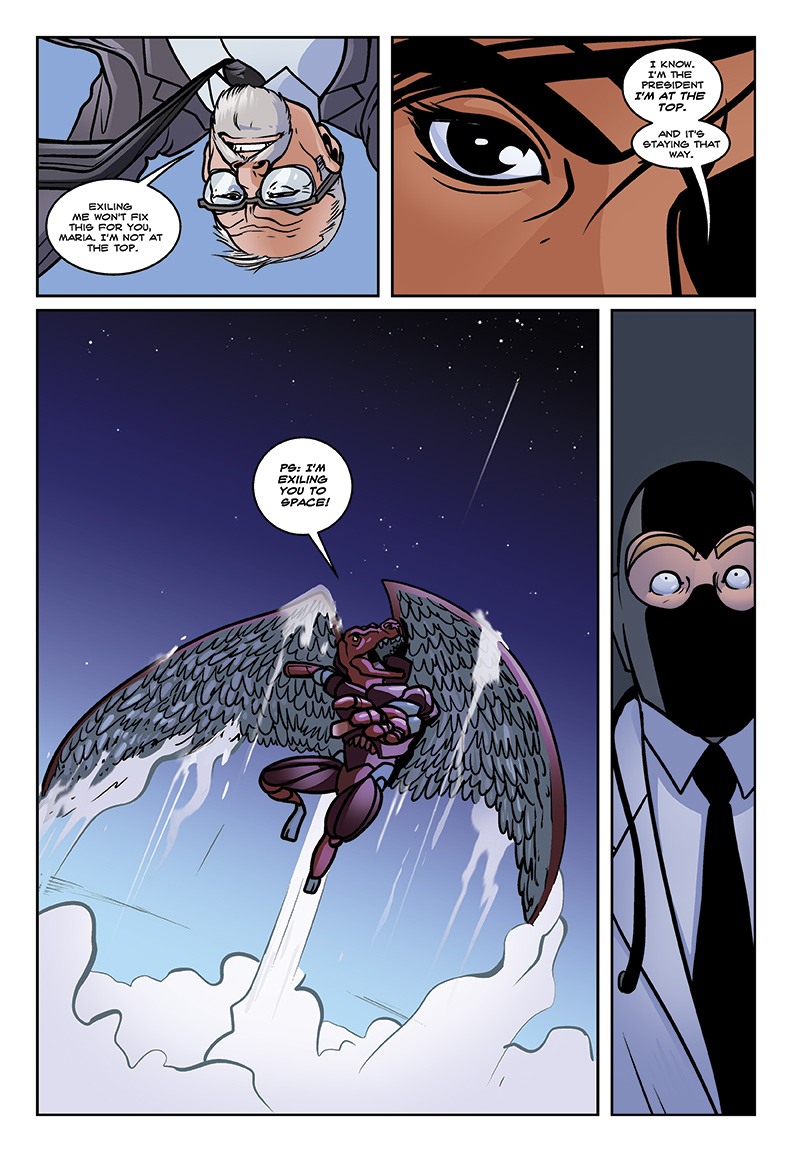 EXILING
ME WON'T FIX
THIS FOR YOU,
MARIA. I'M NOT AT
THE TOP.
I KNOW.
I'M THE
PRESIDENT
I'M AT THE
TOP.
AND IT'S
STAYING THAT
WAY.
PS: I'M
EXILING
YOU TO
SPACE!